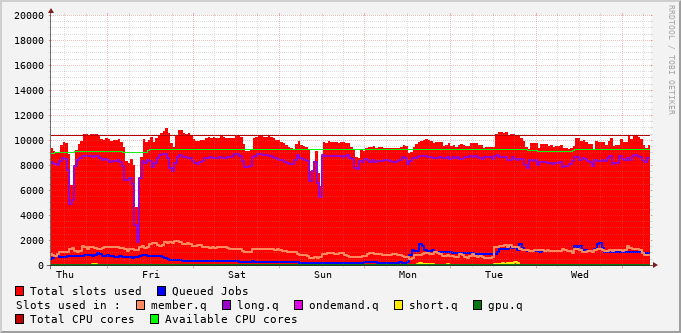 20000
18000
16000
14000
12000
10000
8000
6000
4000
2000
0
Thu Fri Sat Sun Mon Tue Wed
RRDTOOL / TOBI OETIKER
Total slots used Queued Jobs
Slots used in : member.q long.q ondemand.q short.q gpu.q
Total CPU cores Available CPU cores